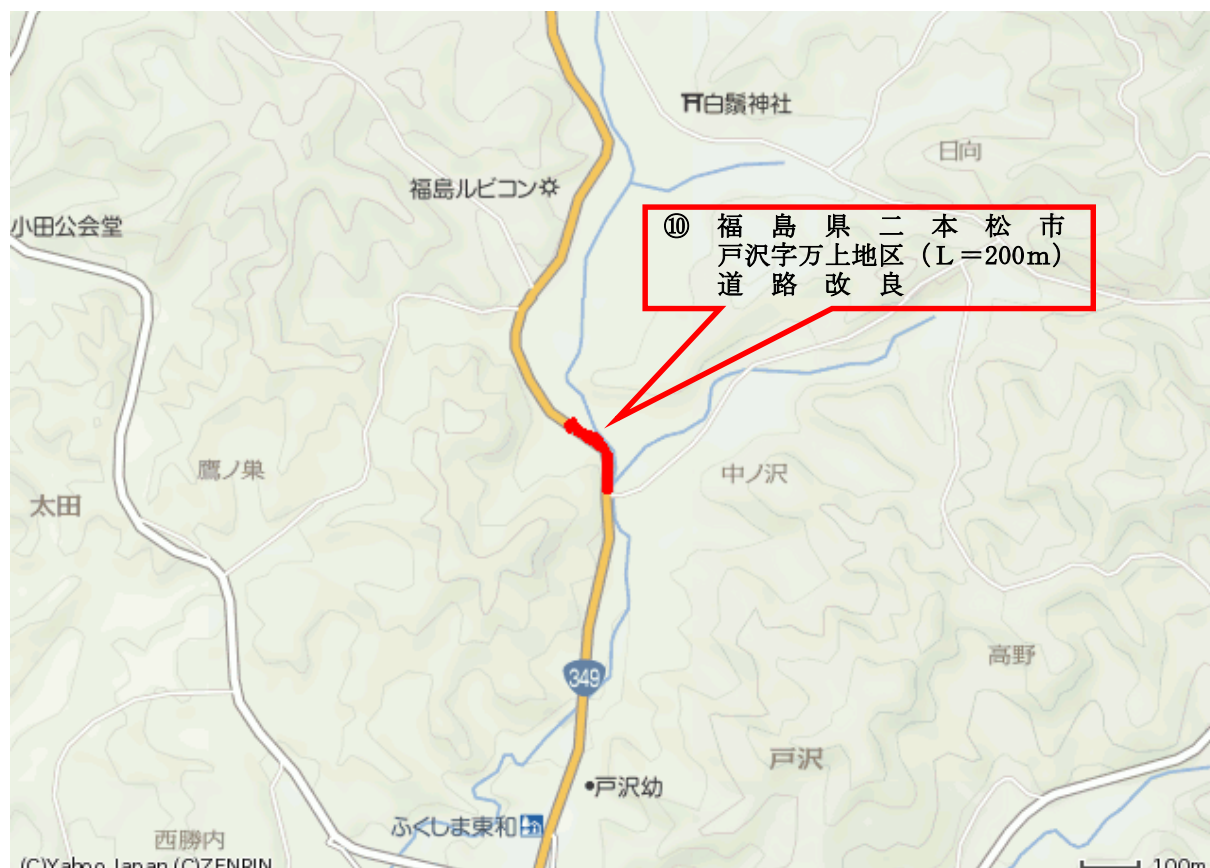 白鬚神社
日向
福島ルビコン
小田公会堂
⑩ 福島県二本松市
戸沢字万上地区（Ｌ＝200ｍ）
道路改良
鷹ノ巣
中ノ沢
太田
高野
349
戸沢
戸沢幼
ふくしま東和
西勝内
(C)Yahoo Japan,(C)ZENRIN
100m